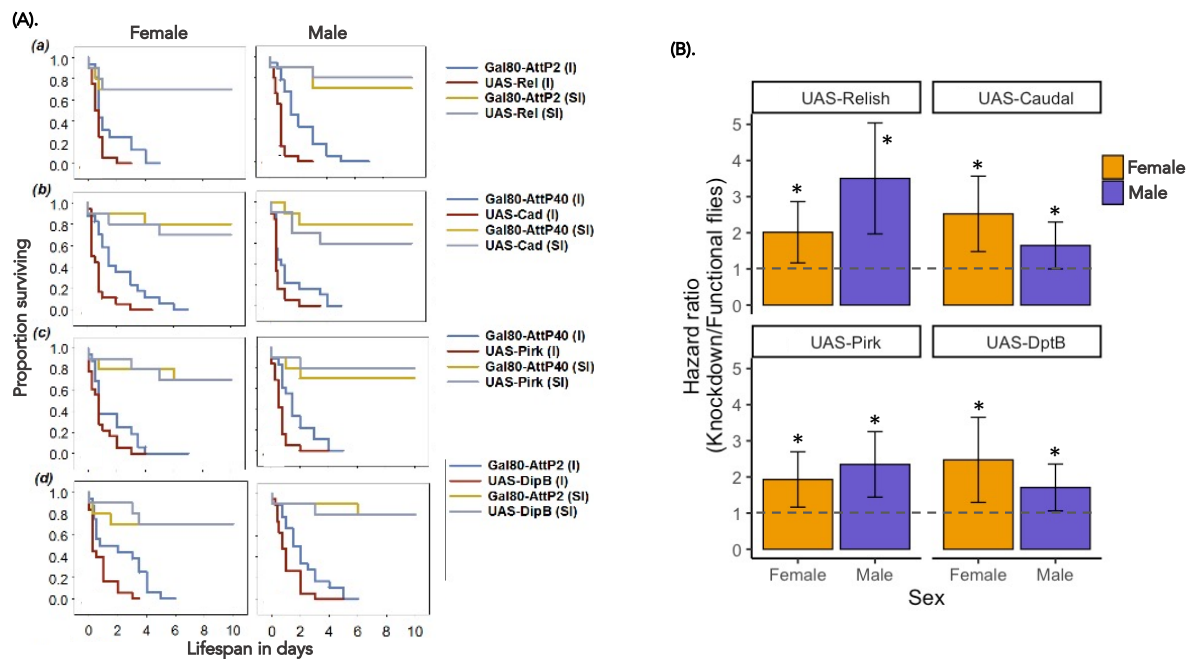 (A).
Female
Male
(a)
1.0
0.8
0.6
0.4
0.2
0.0
Gal80-AttP2 (I)
UAS-Rel (I)
Gal80-AttP2 (SI)
UAS-Rel (SI)
(b)
1.0
0.8
0.6
0.4
0.2
0.0
Gal80-AttP40 (I)
UAS-Cad (I)
Gal80-AttP40 (SI)
UAS-Cad (SI)
(c)
1.0
0.8
0.6
0.4
0.2
0.0
Gal80-AttP40 (I)
UAS-Pirk (I)
Gal80-AttP40 (SI)
UAS-Pirk (SI)
(d)
1.0
0.8
0.6
0.4
0.2
0.0
Gal80-AttP2 (I)
UAS-DipB (I)
Gal80-AttP2 (SI)
UAS-DipB (SI)
0 2 4 6 8 10
0 2 4 6 8 10
Proportion surviving
Lifespan in days
(B).
UAS-Relish
UAS-Caudal
5
4
3
2
1
0
* * * *
Female
Male
UAS-Pirk
UAS-DptB
5
4
3
2
1
0
* * * *
Female Male Female Male
Sex
Hazard ratio
(Knockdown/Functional flies)